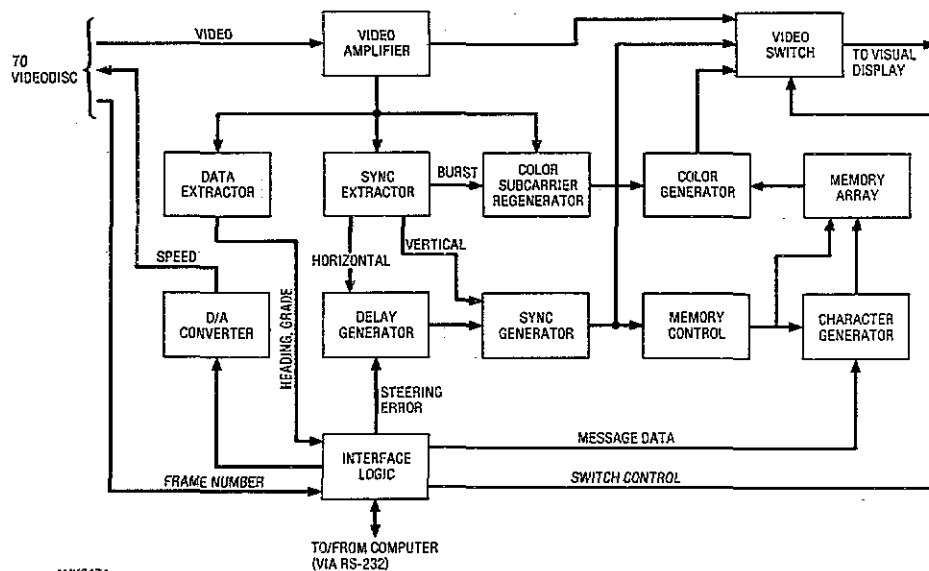 VIDEO
VIDEO
AMPLIFIER
VIDEO
SWITCH
TO VISUAL
DISPLAY
70
VIDEODISC
DATA
EXTRACTOR
SYNC
EXTRACTOR
BURST
COLOR
SUBCARRIER
REGENERATOR
COLOR
GENERATOR
MEMORY
ARRAY
SPEED
HORIZONTAL
VERTICAL
D/A
CONVERTER
HEADING, GRADE
DELAY
GENERATOR
SYNC
GENERATOR
MEMORY
CONTROL
CHARACTER
GENERATOR
STEERING
ERROR
INTERFACE
LOGIC
MESSAGE DATA
FRAME NUMBER
SWITCH CONTROL
TO/FROM COMPUTER
(VIA RS-232)